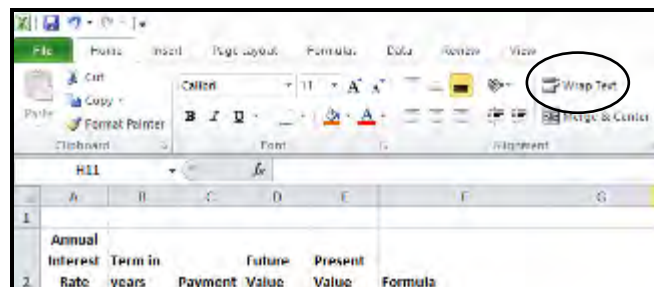 File Home Insert Page Layout Formulas Data Review View
Cut
Calibri 11 A A Wrap Text
Copy
Paste
Format Painter B I U A Merge & Center
Clipboard Font Alignment
H11 fx
A B C D E F G
1
Annual
Interest Term in Future Present
2 Rate years Payment Value Value Formula